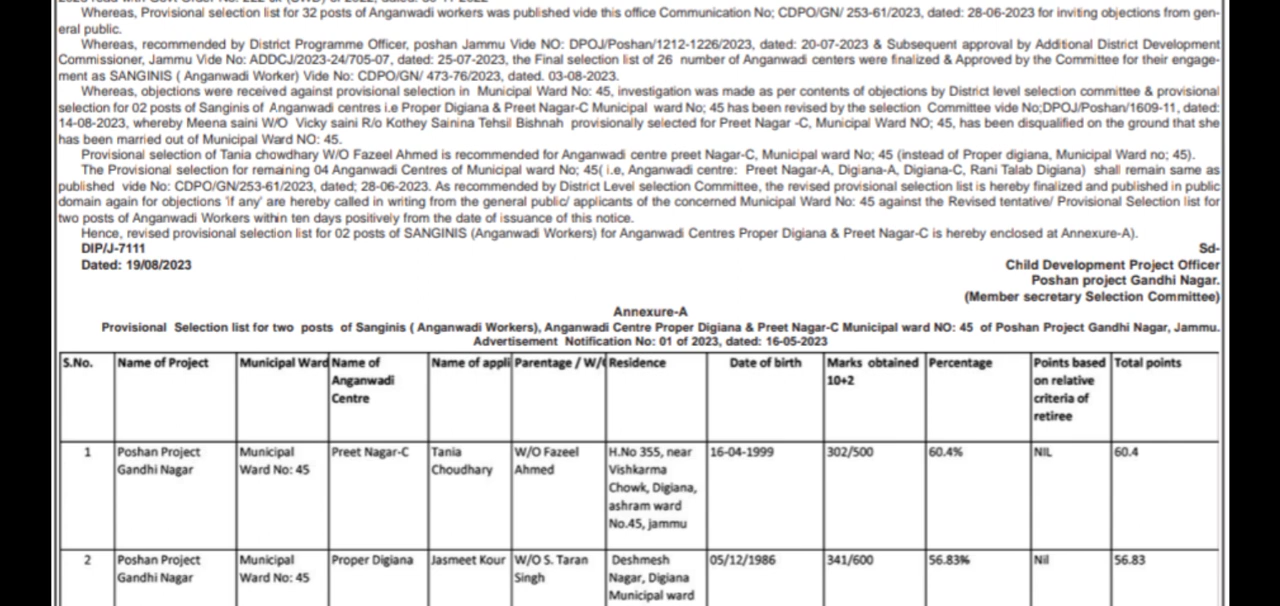 Whereas, Provisional selection list for 32 posts of Anganwadi workers was published vide this office Communication No; CDPO/GN/ 253-61/2023, dated: 28-06-2023 for inviting objections from gen-
eral public.
Whereas, recommended by District Programme Officer, poshan Jammu Vide NO: DPOJ/Poshan/1212-1226/2023, dated: 20-07-2023 & Subsequent approval by Additional District Development
Commissioner, Jammu Vide No: ADDCJ/2023-24/705-07, dated: 25-07-2023, the Final selection list of 26 number of Anganwadi centers were finalized & Approved by the Committee for their engage-
ment as SANGINIS ( Anganwadi Worker) Vide No: CDPO/GN/ 473-76/2023, dated. 03-08-2023.
Whereas, objections were received against provisional selection in Municipal Ward No: 45, investigation was made as per contents of objections by District level selection committee & provisional
selection for 02 posts of Sanginis of Anganwadi centres i.e Proper Digiana & Preet Nagar-C Municipal ward No; 45 has been revised by the selection Committee vide No;DPOJ/Poshan/1609-11, dated:
14-08-2023, whereby Meena saini W/O Vicky saini R/o Kothey Sainina Tehsil Bishnah provisionally selected for Preet Nagar -C, Municipal Ward NO; 45, has been disqualified on the ground that she
has been married out of Municipal Ward NO: 45.
Provisional selection of Tania chowdhary W/O Fazeel Ahmed is recommended for Anganwadi centre preet Nagar-C, Municipal ward No; 45 (instead of Proper digiana, Municipal Ward no; 45).
The Provisional selection for remaining 04 Anganwadi Centres of Municipal ward No; 45( i.e, Anganwadi centre: Preet Nagar-A, Digiana-A, Digiana-C, Rani Talab Digiana) shall remain same as
published vide No: CDPO/GN/253-61/2023, dated; 28-06-2023. As recommended by District Level selection Committee, the revised provisional selection list is hereby finalized and published in public
domain again for objections 'if any' are hereby called in writing from the general public/ applicants of the concerned Municipal Ward No: 45 against the Revised tentative/ Provisional Selection list for
two posts of Anganwadi Workers within ten days positively from the date of issuance of this notice.
Hence, revised provisional selection list for 02 posts of SANGINIS (Anganwadi Workers) for Anganwadi Centres Proper Digiana & Preet Nagar-C is hereby enclosed at Annexure-A).
DIP/J-7111 Sd-
Dated: 19/08/2023 Child Development Project Officer
Poshan project Gandhi Nagar.
(Member secretary Selection Committee)
Annexure-A
Provisional Selection list for two posts of Sanginis ( Anganwadi Workers), Anganwadi Centre Proper Digiana & Preet Nagar-C Municipal ward NO: 45 of Poshan Project Gandhi Nagar, Jammu.
Advertisement Notification No: 01 of 2023, dated: 16-05-2023
S.No. Name of Project Municipal Ward Name of Name of appli Parentage / W/ Residence Date of birth Marks obtained Percentage Points based Total points
Anganwadi 10+2 on relative
Centre criteria of
retiree
1 Poshan Project Municipal Preet Nagar-C Tania W/O Fazeel H.No 355, near 16-04-1999 302/500 60.4% NIL 60.4
Gandhi Nagar Ward No: 45 Choudhary Ahmed Vishkarma
Chowk, Digiana,
ashram ward
No.45, jammu
2 Poshan Project Municipal Proper Digiana Jasmeet Kour W/O S. Taran Deshmesh 05/12/1986 341/600 56.83% Nil 56.83
Gandhi Nagar Ward No: 45 Singh Nagar, Digiana
Municipal ward